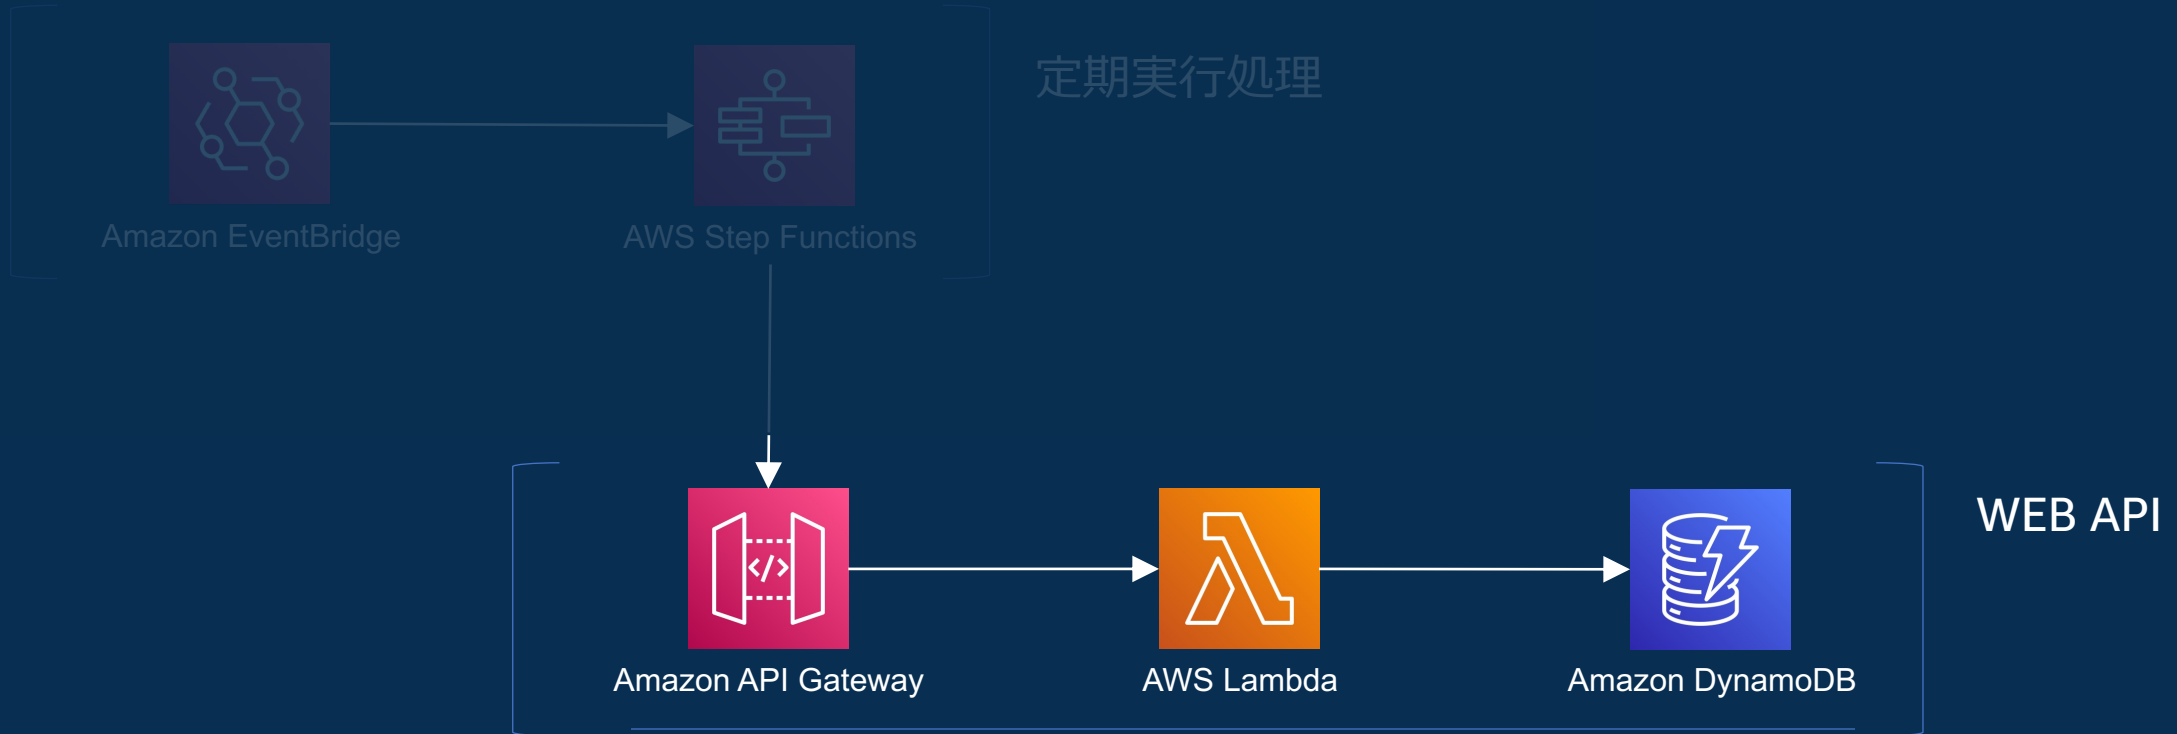 定期実行処理
Amazon EventBridge
AWS Step Functions
WEB API
</>
Amazon API Gateway
AWS Lambda
Amazon DynamoDB